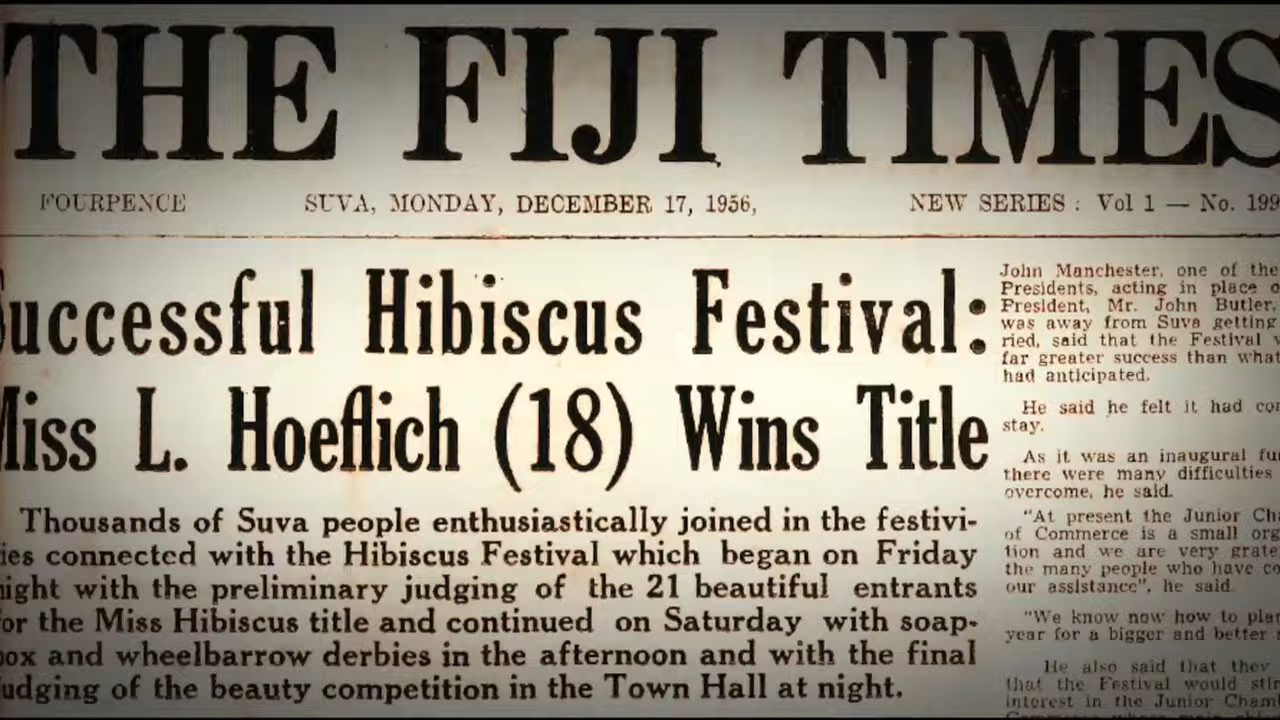 THE FIJI TIMES
FOURPENCE SUVA, MONDAY, DECEMBER 17, 1956, NEW SERIES : Vol 1 — No. 199
Successful Hibiscus Festival:
Miss L. Hoeflich (18) Wins Title
Thousands of Suva people enthusiastically joined in the festivi-
ties connected with the Hibiscus Festival which began on Friday
night with the preliminary judging of the 21 beautiful entrants
for the Miss Hibiscus title and continued on Saturday with soap-
box and wheelbarrow derbies in the afternoon and with the final
judging of the beauty competition in the Town Hall at night.
John Manchester, one of the
Presidents, acting in place
President, Mr. John Butler,
was away from Suva getting
ried, said that the Festival
far greater success than what
had anticipated.
He said he felt it had
stay.
As it was an inaugural
there were many difficulties
overcome, he said.
"At present the Junior
of Commerce is a small
tion and we are very
the many people who have
our assistance", he said.
"We know now how to
year for a bigger and better
He also said that they
that the Festival would
interest in the Junior